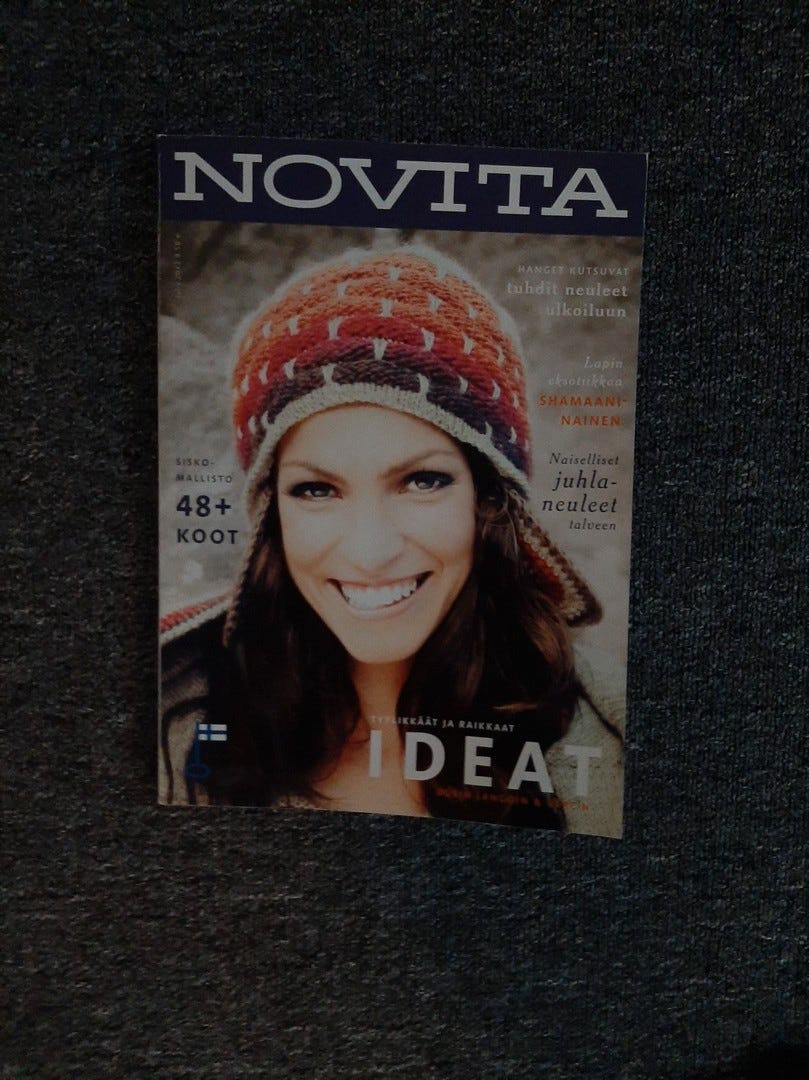 NOVITA
HANGET KUTSUVAT
tuhdit neuleet
ulkoiluun
Lapin
eksotiikkaa
SHAMAANI-
NAINEN
Naiselliset
juhla-
neuleet
talveen
SISKO-
MALLISTO
48+
KOOT
TYYLIKKÄÄT JA RAIKKAAT
IDEAT
LANGOIN &